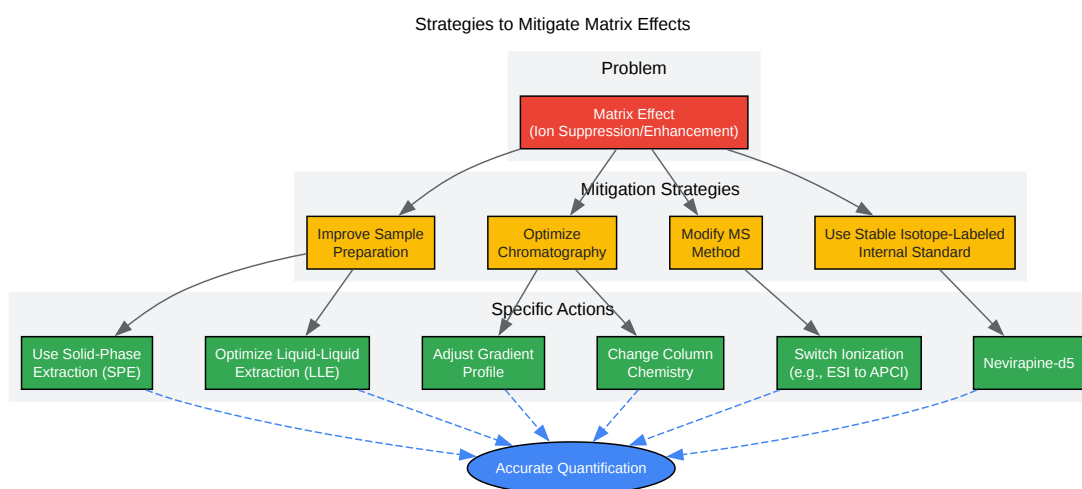 Strategies to Mitigate Matrix Effects
Problem
Matrix Effect
(Ion Suppression/Enhancement)
Mitigation Strategies
Improve Sample
Preparation
Optimize
Chromatography
Modify MS
Method
Use Stable Isotope-Labeled
Internal Standard
Specific Actions
Use Solid-Phase
Extraction (SPE)
Optimize Liquid-Liquid
Extraction (LLE)
Adjust Gradient
Profile
Change Column
Chemistry
Switch Ionization
(e.g., ESI to APCI)
Nevirapine-d5
Accurate Quantification